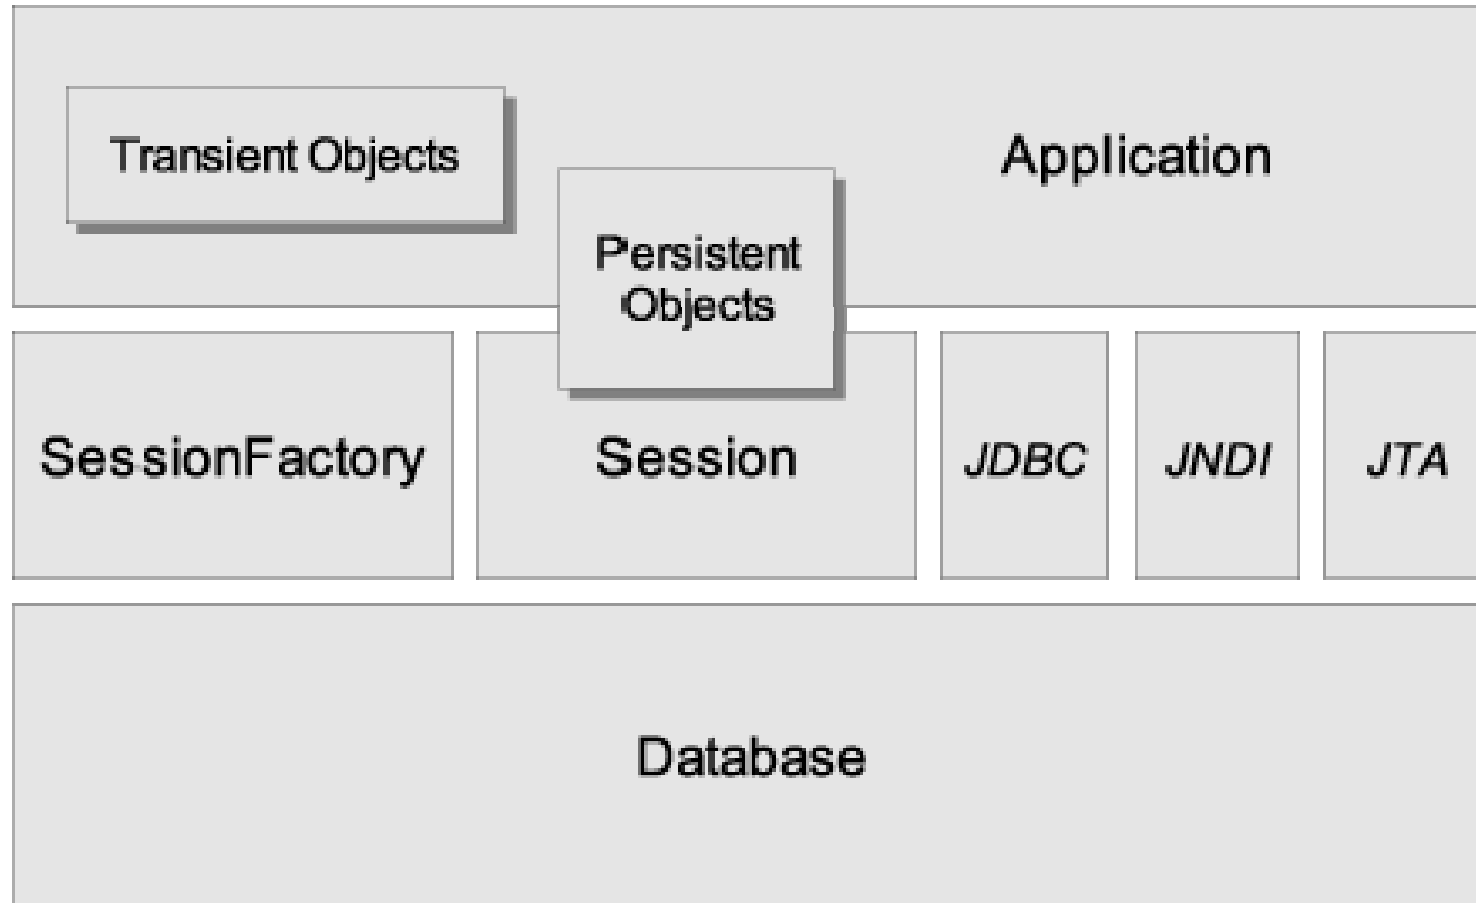 Transient Objects
Application
Persistent
Objects
SessionFactory
Session
JDBC
JNDI
JTA
Database